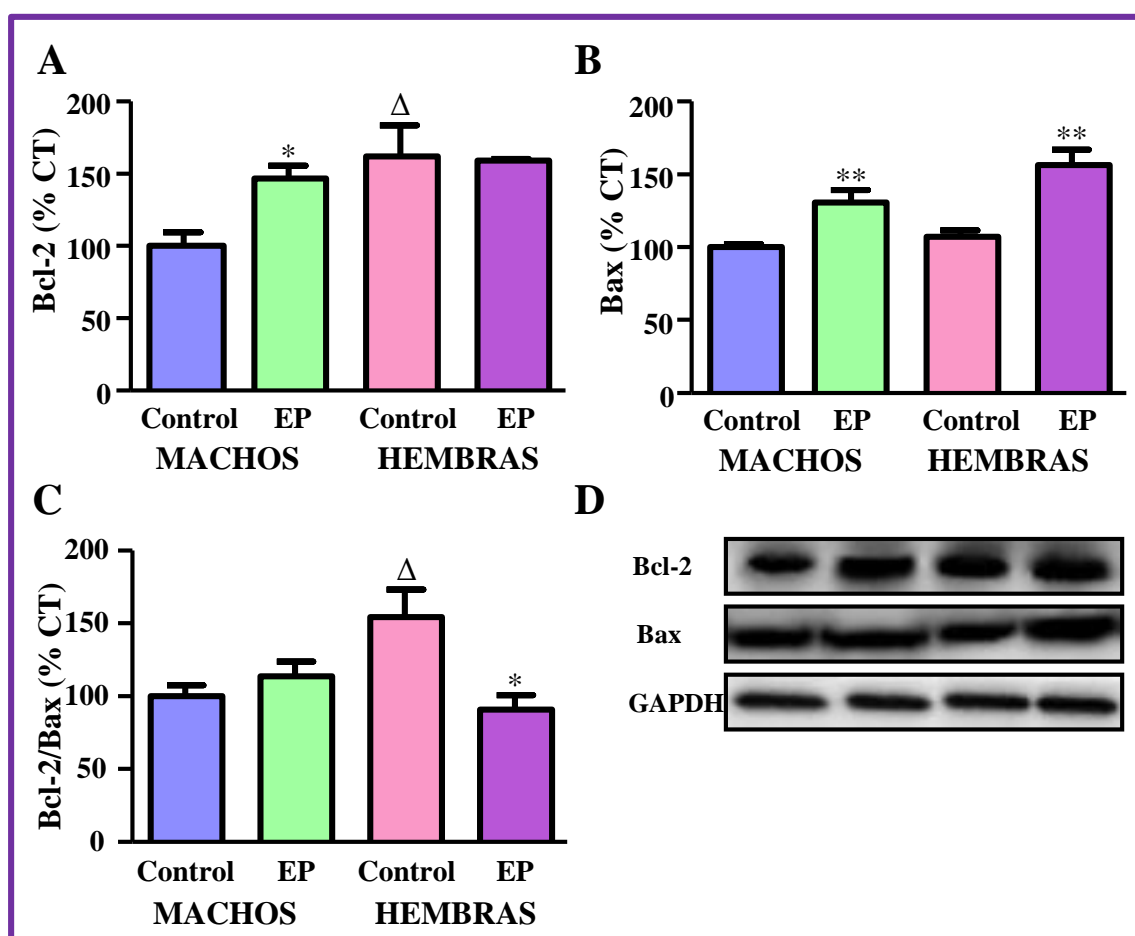 A
Bcl-2 (% CT)
200
150
100
50
0
*
Δ
Control EP Control EP
MACHOS HEMBRAS
B
Bax (% CT)
200
150
100
50
0
**
**
Control EP Control EP
MACHOS HEMBRAS
C
Bcl-2/Bax (% CT)
200
150
100
50
0
Δ
*
Control EP Control EP
MACHOS HEMBRAS
D
Bcl-2
Bax
GAPDH